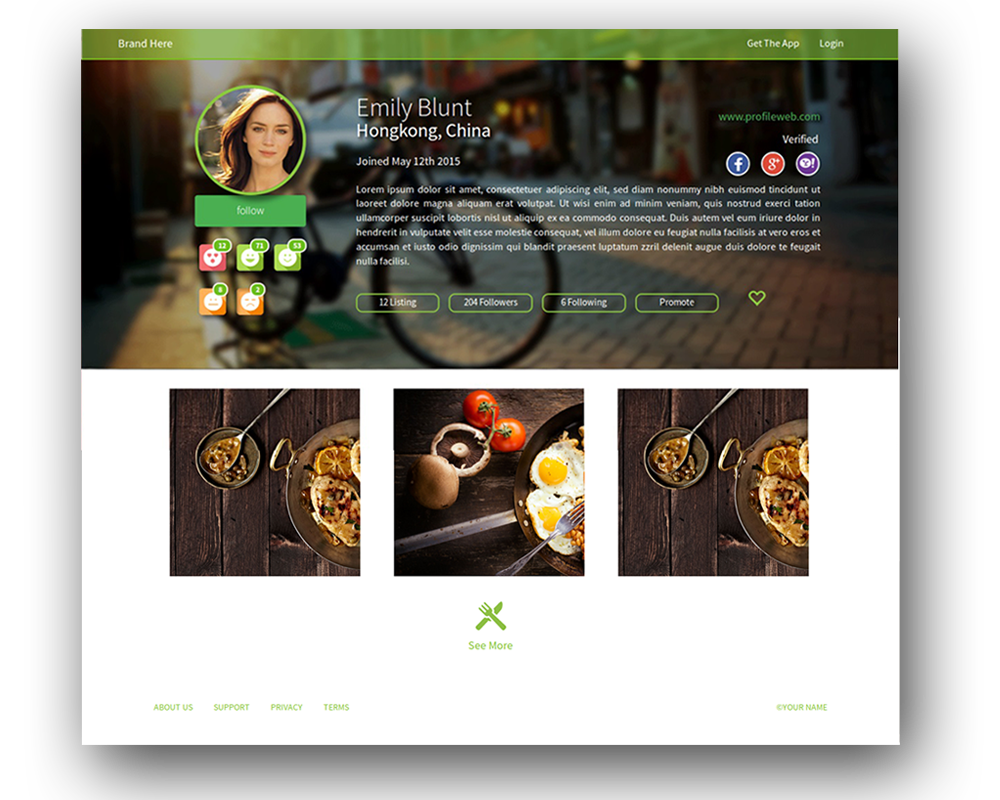 Brand Here
Get The App
Login
Emily Blunt
Hongkong, China
www.profileweb.com
Verified
Joined May 12th 2015
f
g+
Y!
Lorem ipsum dolor sit amet, consectetuer adipiscing elit, sed diam nonummy nibh euismod tincidunt ut
laoreet dolore magna aliquam erat volutpat. Ut wisi enim ad minim veniam, quis nostrud exerci tation
ullamcorper suscipit lobortis nisl ut aliquip ex ea commodo consequat. Duis autem vel eum iriure dolor in
hendrerit in vulputate velit esse molestie consequat, vel illum dolore eu feugiat nulla facilisis at vero eros et
accumsan et iusto odio dignissim qui blandit praesent luptatum zzril delenit augue duis dolore te feugait
nulla facilisi.
follow
12
71
53
8
2
12 Listing
204 Followers
6 Following
Promote
See More
ABOUT US
SUPPORT
PRIVACY
TERMS
©YOUR NAME